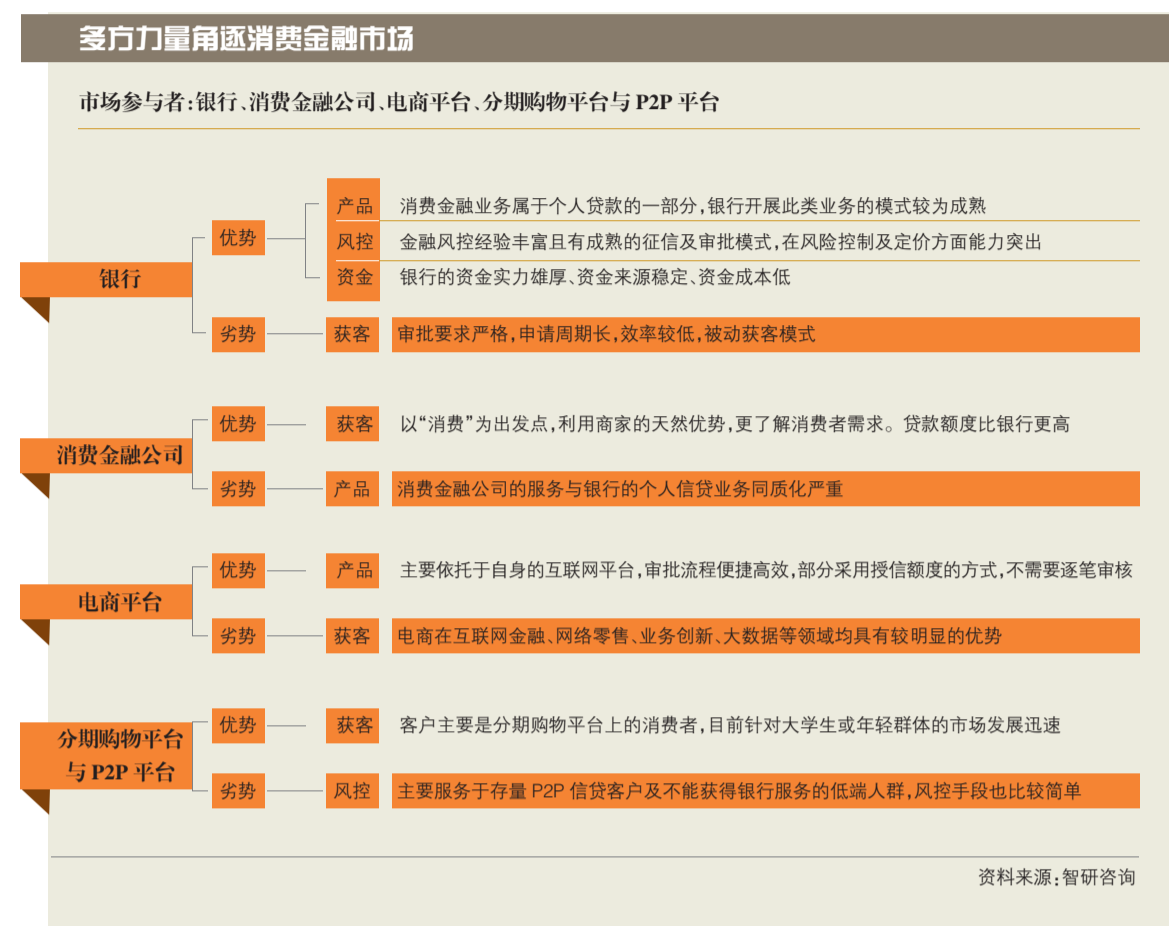 多方力量角逐消费金融市场
市场参与者:银行、消费金融公司、电商平台、分期购物平台与 P2P 平台
银行
优势
产品 消费金融业务属于个人贷款的一部分,银行开展此类业务的模式较为成熟
风控 金融风控经验丰富且有成熟的征信及审批模式,在风险控制及定价方面能力突出
资金 银行的资金实力雄厚、资金来源稳定、资金成本低
劣势 获客 审批要求严格,申请周期长,效率较低,被动获客模式
消费金融公司
优势 获客 以“消费”为出发点,利用商家的天然优势,更了解消费者需求。贷款额度比银行更高
劣势 产品 消费金融公司的服务与银行的个人信贷业务同质化严重
电商平台
优势 产品 主要依托于自身的互联网平台,审批流程便捷高效,部分采用授信额度的方式,不需要逐笔审核
劣势 获客 电商在互联网金融、网络零售、业务创新、大数据等领域均具有较明显的优势
分期购物平台
与 P2P 平台
优势 获客 客户主要是分期购物平台上的消费者,目前针对大学生或年轻群体的市场发展迅速
劣势 风控 主要服务于存量 P2P 信贷客户及不能获得银行服务的低端人群,风控手段也比较简单
资料来源:智研咨询